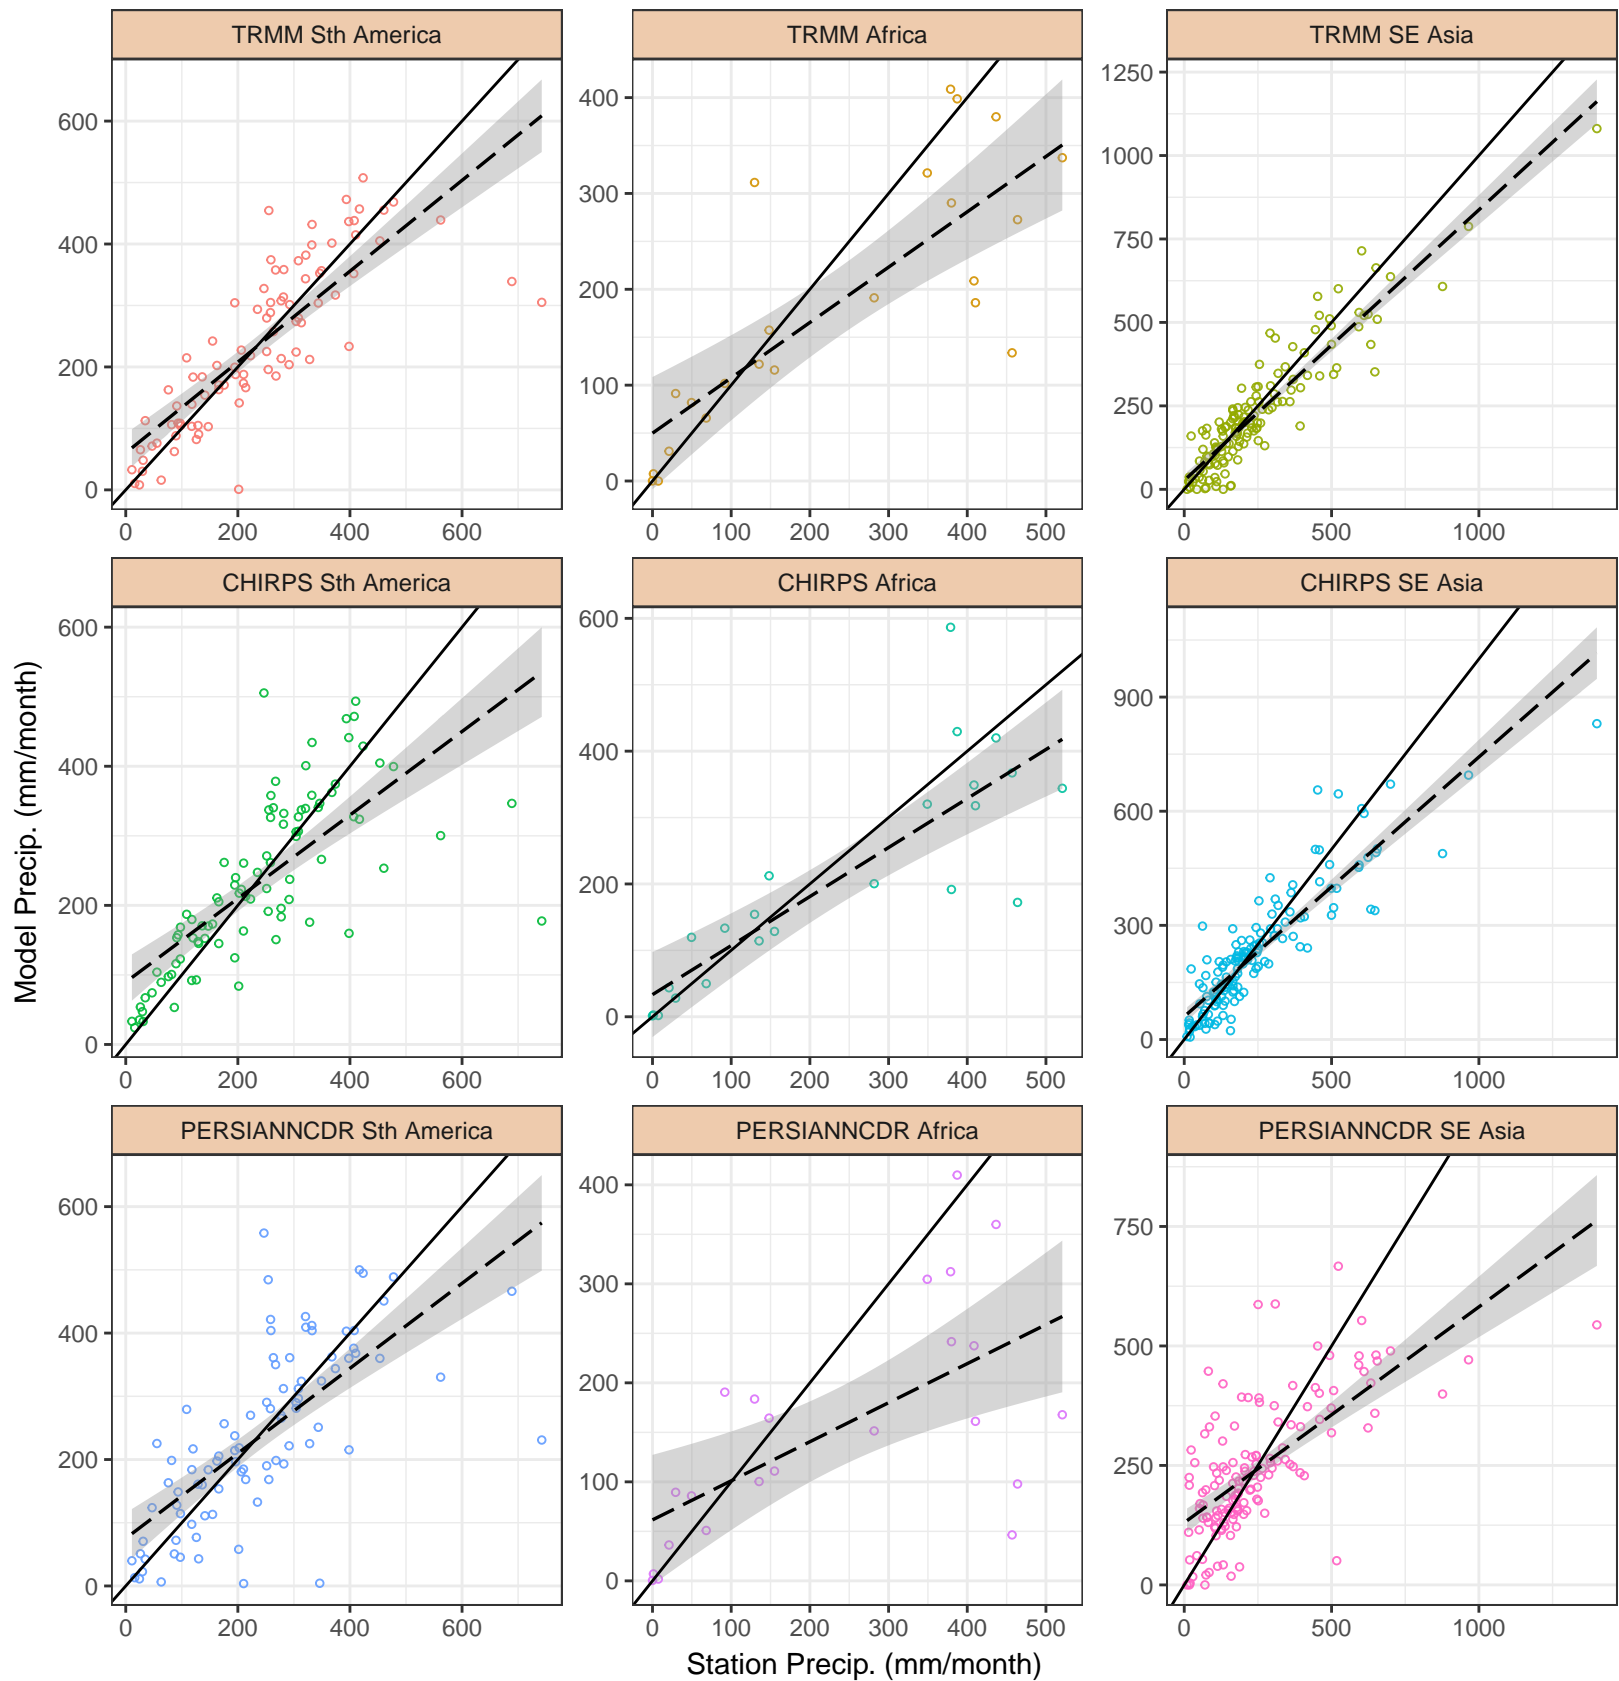 TRMM Sth America
TRMM Africa
TRMM SE Asia
600
400
200
0
0 200 400 600
400
300
200
100
0
0 100 200 300 400 500
1250
1000
750
500
250
0
0 500 1000
CHIRPS Sth America
CHIRPS Africa
CHIRPS SE Asia
Model Precip. (mm/month)
600
400
200
0
0 200 400 600
600
400
200
0
0 100 200 300 400 500
900
600
300
0
0 500 1000
PERSIANNCDR Sth America
PERSIANNCDR Africa
PERSIANNCDR SE Asia
600
400
200
0
0 200 400 600
400
300
200
100
0
0 100 200 300 400 500
750
500
250
0
0 500 1000
Station Precip. (mm/month)